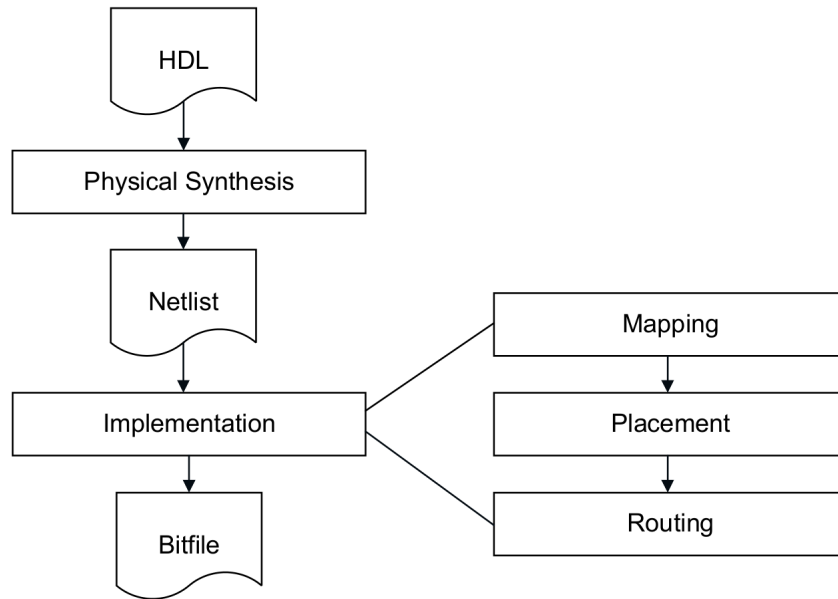 HDL
Physical Synthesis
Netlist
Implementation
Bitfile
Mapping
Placement
Routing